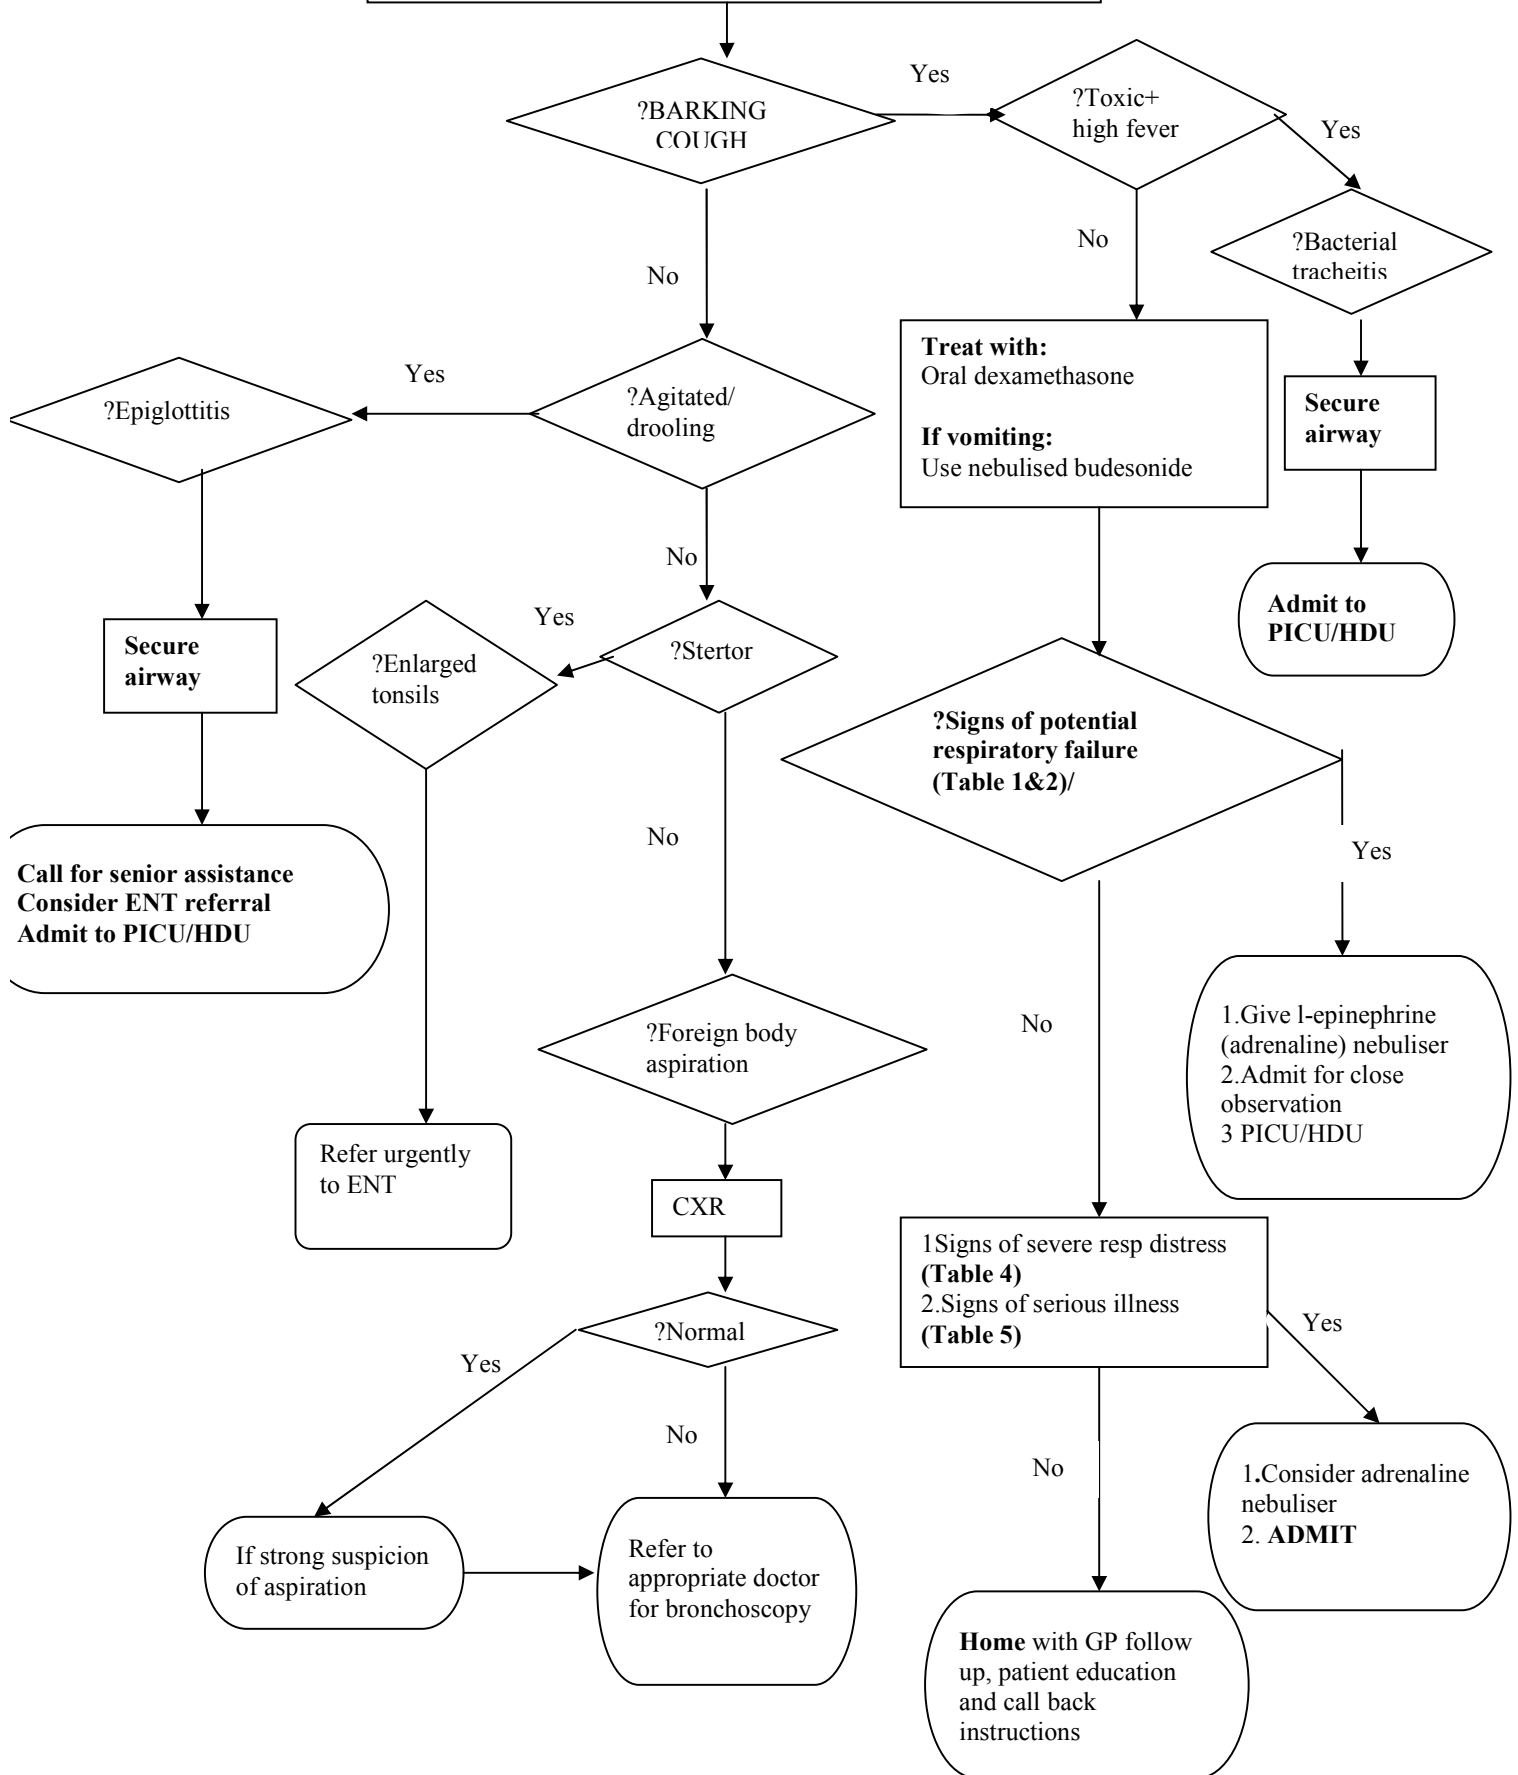 Yes
?BARKING
COUGH
?Toxic+
high fever
Yes
No
?Bacterial
tracheitis
No
Treat with:
Oral dexamethasone
If vomiting:
Use nebulised budesonide
Secure
airway
Admit to
PICU/HDU
Yes
?Agitated/
drooling
?Epiglottitis
No
Secure
airway
Yes
?Enlarged
tonsils
?Stertor
?Signs of potential
respiratory failure
(Table 1&2)/
No
Yes
Call for senior assistance
Consider ENT referral
Admit to PICU/HDU
?Foreign body
aspiration
No
1.Give l-epinephrine
(adrenaline) nebuliser
2.Admit for close
observation
3 PICU/HDU
Refer urgently
to ENT
CXR
1Signs of severe resp distress
(Table 4)
2.Signs of serious illness
(Table 5)
Yes
?Normal
Yes
No
No
1.Consider adrenaline
nebuliser
2. ADMIT
If strong suspicion
of aspiration
Refer to
appropriate doctor
for bronchoscopy
Home with GP follow
up, patient education
and call back
instructions